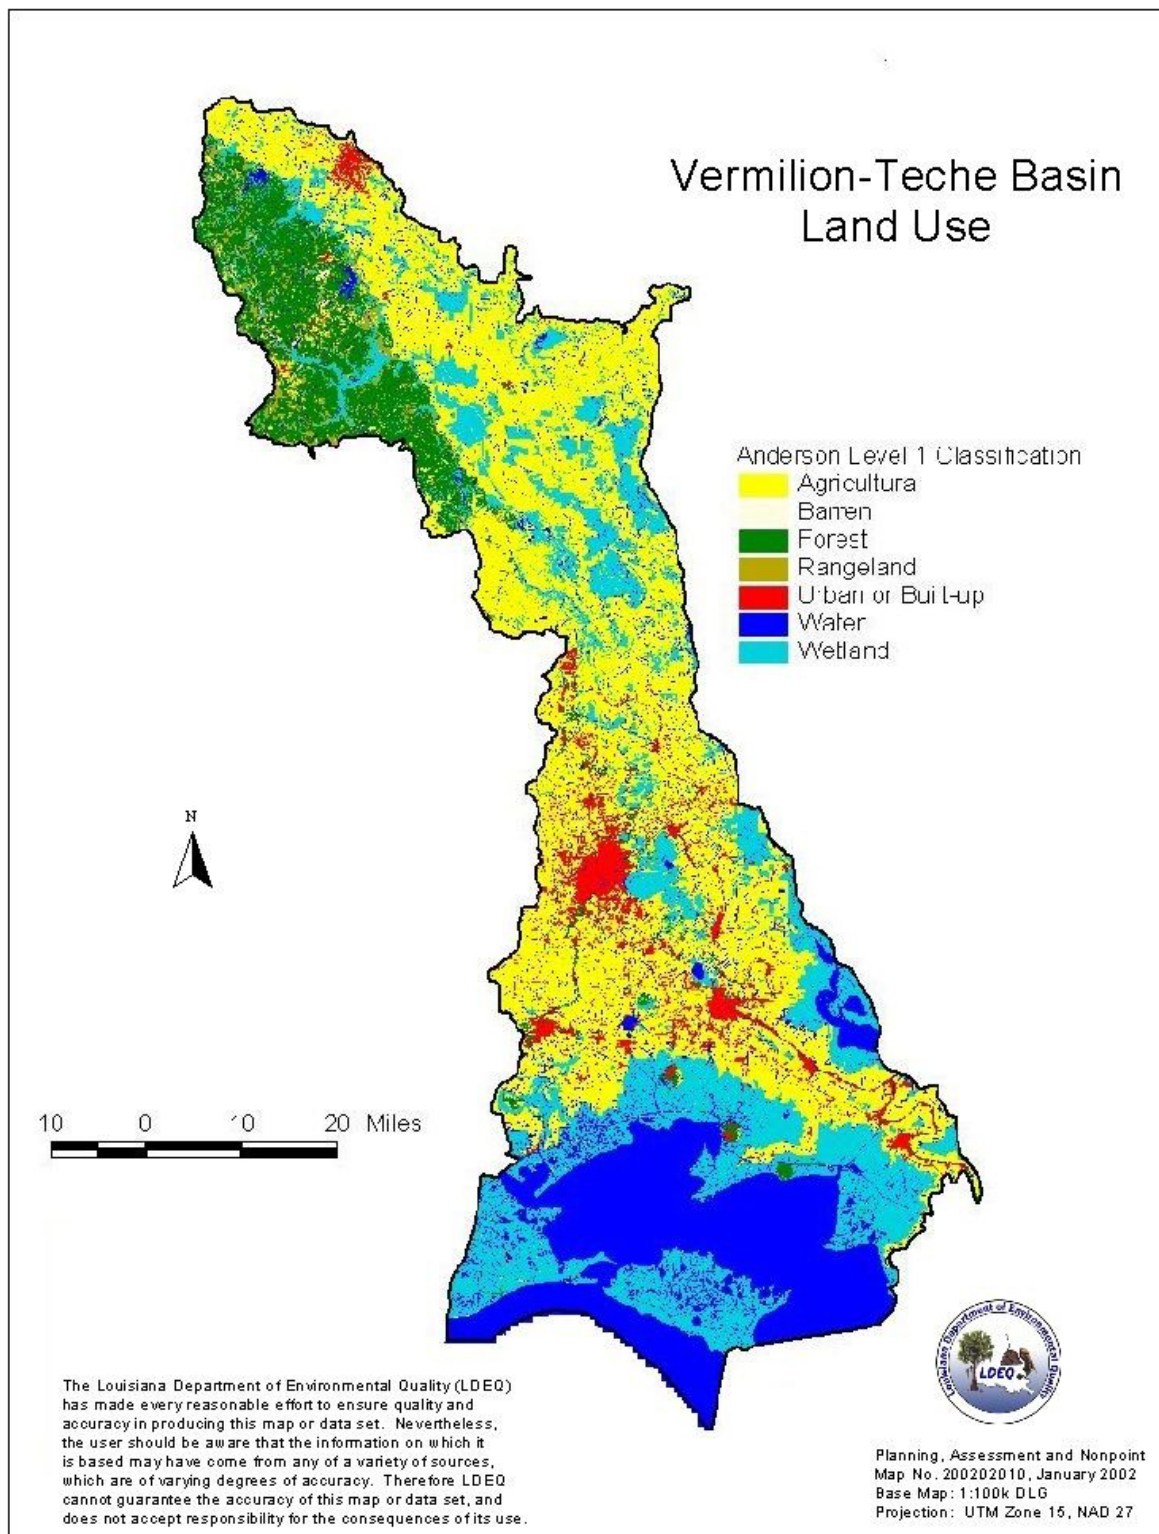 Vermilion-Teche Basin
Land Use
Anderson Level 1 Classification
Agricultura
Barren
Forest
Rangeland
Urban or Built-up
Water
Wetland
N
10 0 10 20 Miles
The Louisiana Department of Environmental Quality (LDEQ)
has made every reasonable effort to ensure quality and
accuracy in producing this map or data set. Nevertheless,
the user should be aware that the information on which it
is based may have come from any of a variety of sources,
which are of varying degrees of accuracy. Therefore LDEQ
cannot guarantee the accuracy of this map or data set, and
does not accept responsibility for the consequences of its use.
Louisiana Department of Environmental Quality
LDEQ
Planning, Assessment and Nonpoint
Map No. 200202010, January 2002
Base Map: 1:100k DLG
Projection: UTM Zone 15, NAD 27